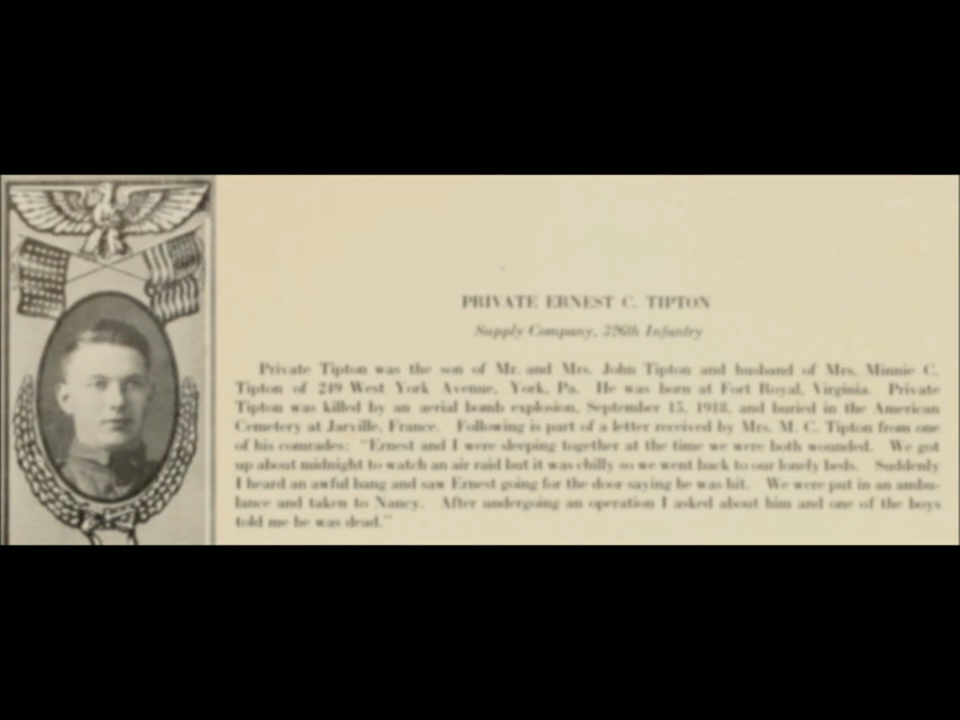 PRIVATE ERNEST C. TIPTON
Supply Company, 326th Infantry
Private Tipton was the son of Mr. and Mrs. John Tipton and husband of Mrs. Minnie C.
Tipton of 249 West York Avenue, York, Pa. He was born at Fort Royal, Virginia. Private
Tipton was killed by an aerial bomb explosion, September 15, 1918, and buried in the American
Cemetery at Jarville, France. Following is part of a letter received by Mrs. M. C. Tipton from one
of his comrades: "Ernest and I were sleeping together at the time we were both wounded. We got
up about midnight to watch an air raid but it was chilly so we went back to our lonely beds. Suddenly
I heard an awful bang and saw Ernest going for the door saying he was hit. We were put in an ambu-
lance and taken to Nancy. After undergoing an operation I asked about him and one of the boys
told me he was dead."